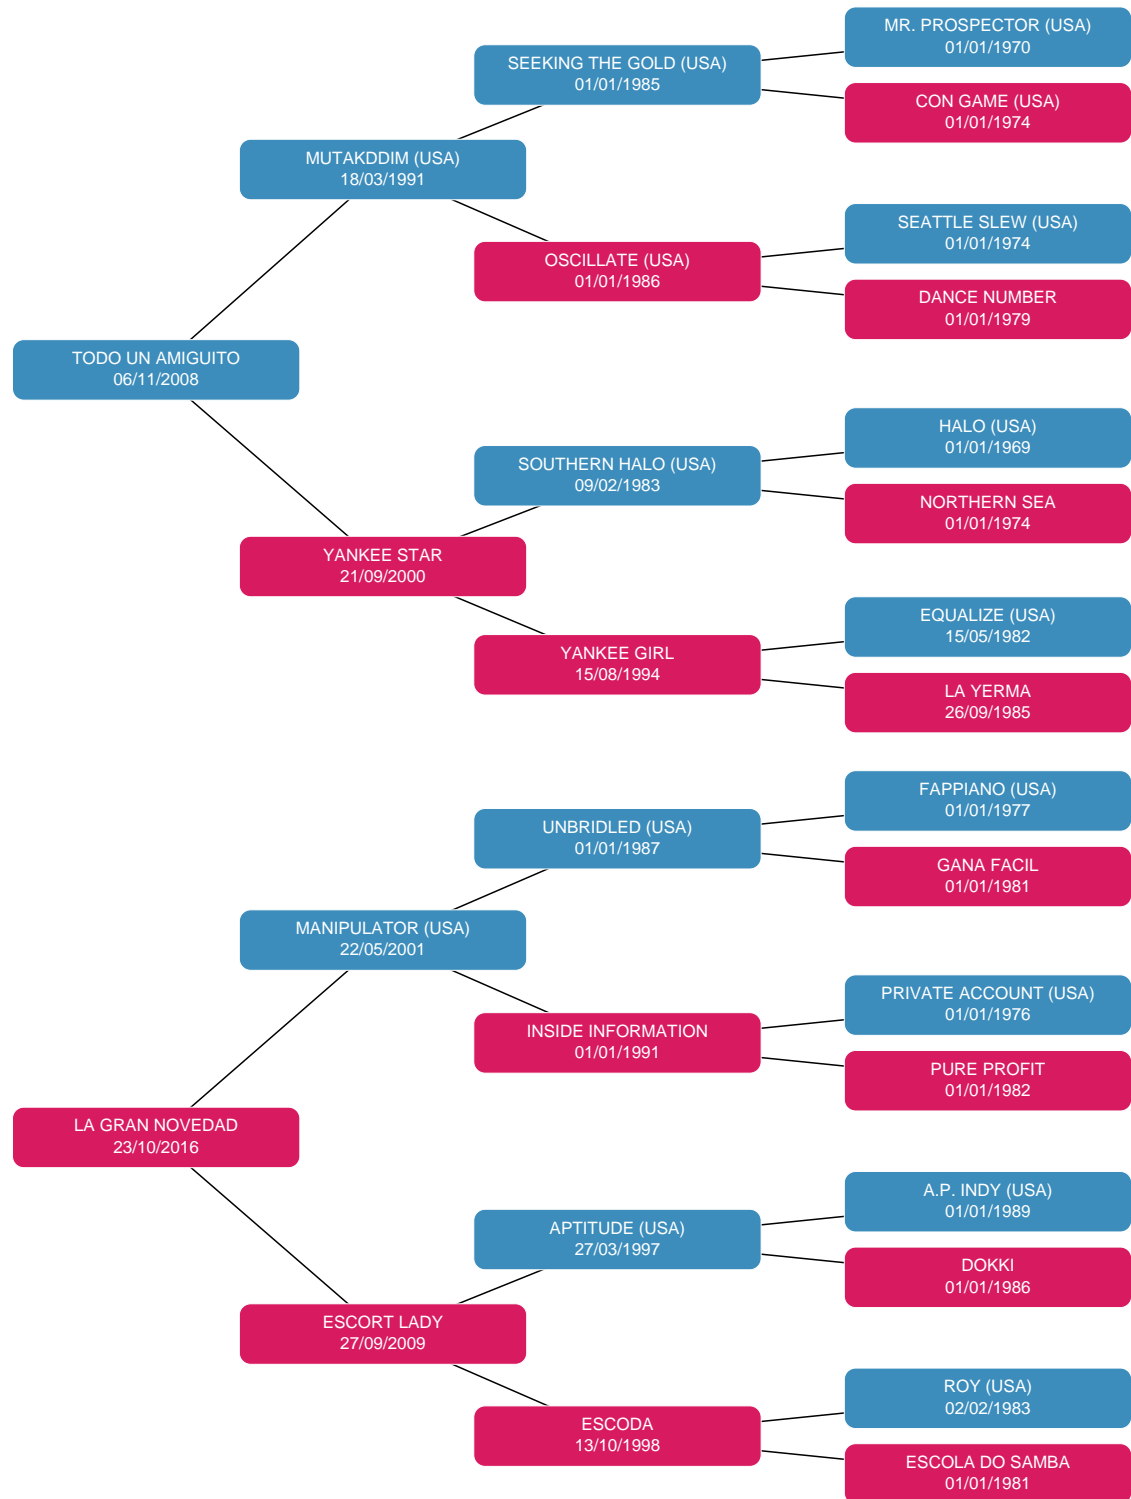 MR. PROSPECTOR (USA)
01/01/1970
SEEKING THE GOLD (USA)
01/01/1985
CON GAME (USA)
01/01/1974
MUTAKDDIM (USA)
18/03/1991
SEATTLE SLEW (USA)
01/01/1974
OSCILLATE (USA)
01/01/1986
DANCE NUMBER
01/01/1979
TODO UN AMIGUITO
06/11/2008
HALO (USA)
01/01/1969
SOUTHERN HALO (USA)
09/02/1983
NORTHERN SEA
01/01/1974
YANKEE STAR
21/09/2000
EQUALIZE (USA)
15/05/1982
YANKEE GIRL
15/08/1994
LA YERMA
26/09/1985
FAPPIANO (USA)
01/01/1977
UNBRIDLED (USA)
01/01/1987
GANA FACIL
01/01/1981
MANIPULATOR (USA)
22/05/2001
PRIVATE ACCOUNT (USA)
01/01/1976
INSIDE INFORMATION
01/01/1991
PURE PROFIT
01/01/1982
LA GRAN NOVEDAD
23/10/2016
A.P. INDY (USA)
01/01/1989
APTITUDE (USA)
27/03/1997
DOKKI
01/01/1986
ESCORT LADY
27/09/2009
ROY (USA)
02/02/1983
ESCODA
13/10/1998
ESCOLA DO SAMBA
01/01/1981